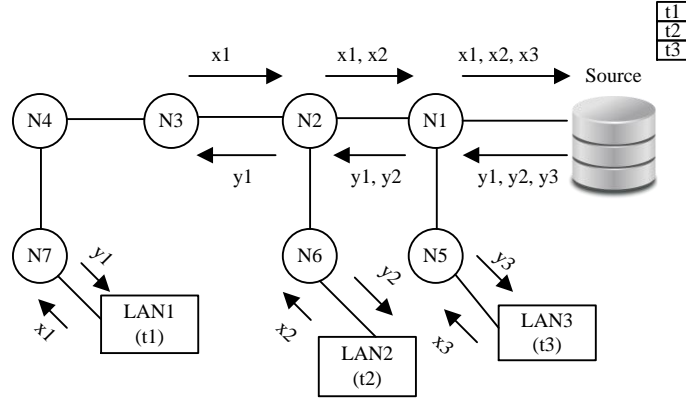 t1
t2
t3
x1
x1, x2
x1, x2, x3
Source
N4
N3
N2
N1
y1
y1, y2
y1, y2, y3
N7
N6
N5
y1
y2
y3
x1
x2
x3
LAN1
(t1)
LAN2
(t2)
LAN3
(t3)